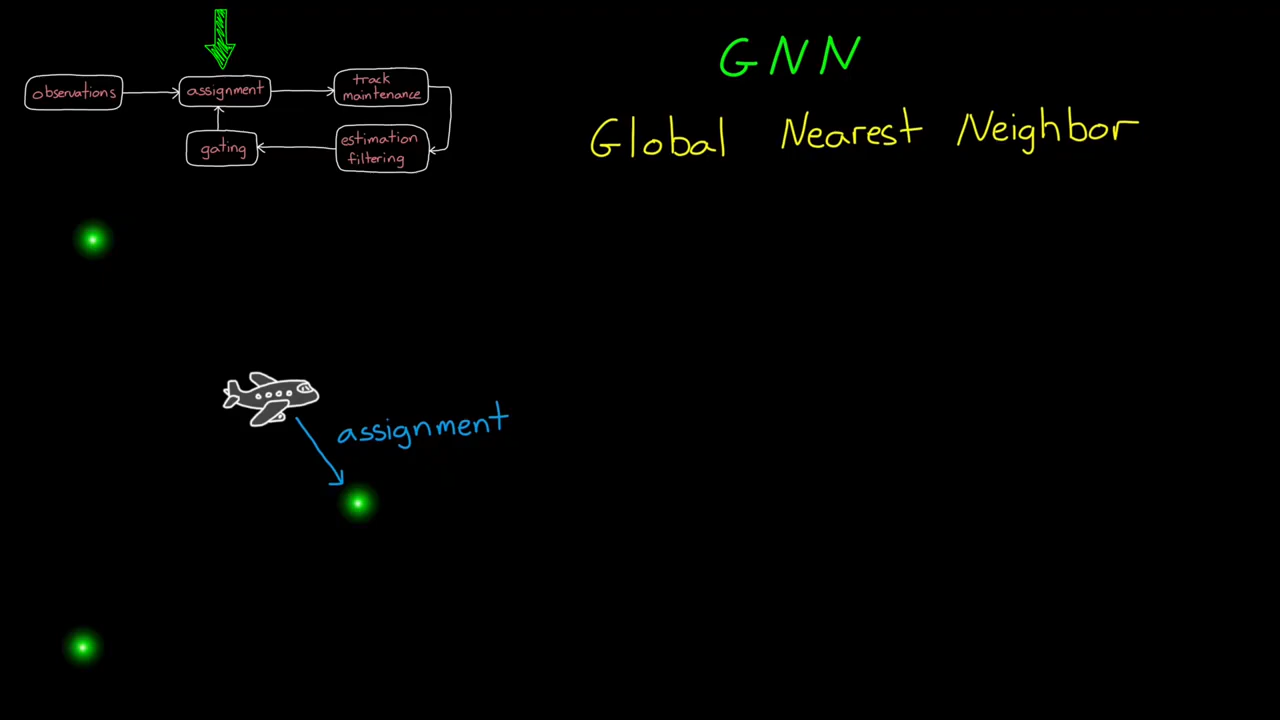 GNN
Global Nearest Neighbor
observations
assignment
track
maintenance
gating
estimation
filtering
assignment